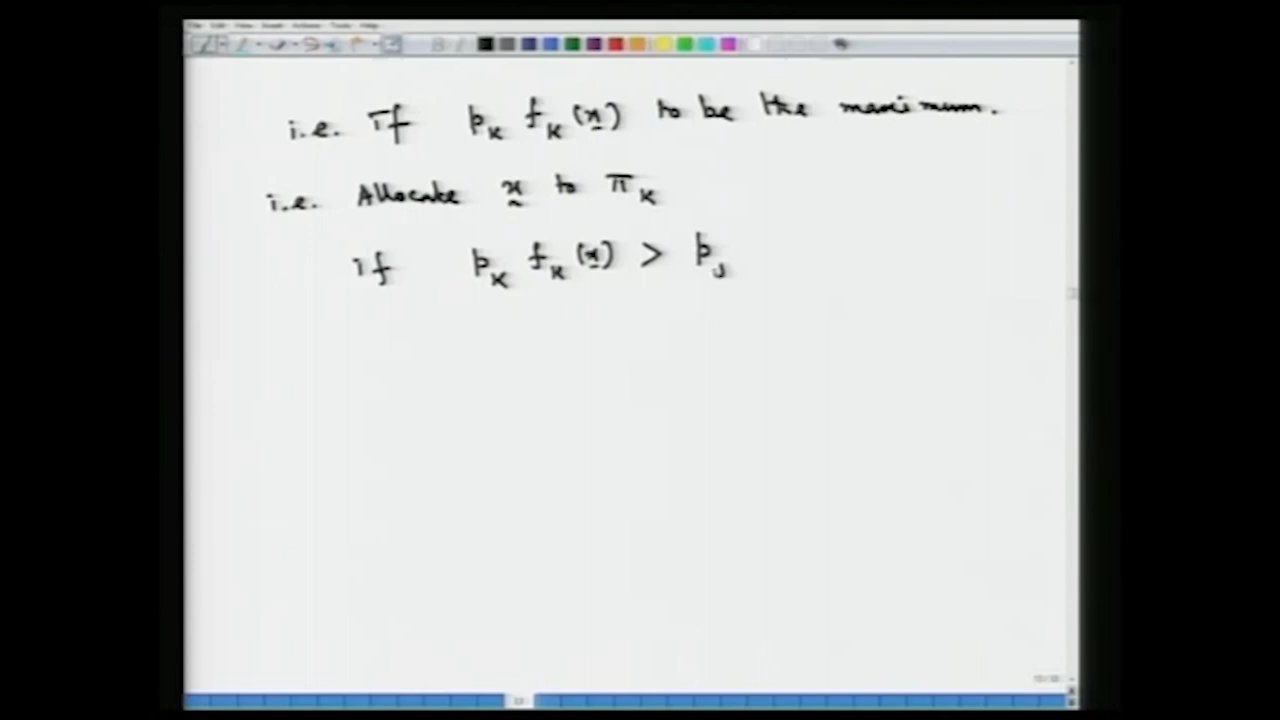 i.e. If p_k f_k (x) to be the maximum.
i.e. Allocate x to π_k
if p_k f_k (x) > p_j